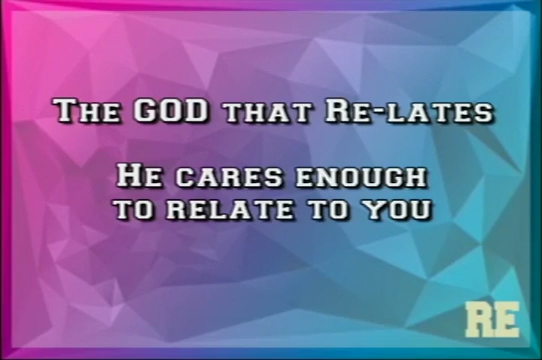 The GOD that Re-lates
He cares enough
to relate to you
RE